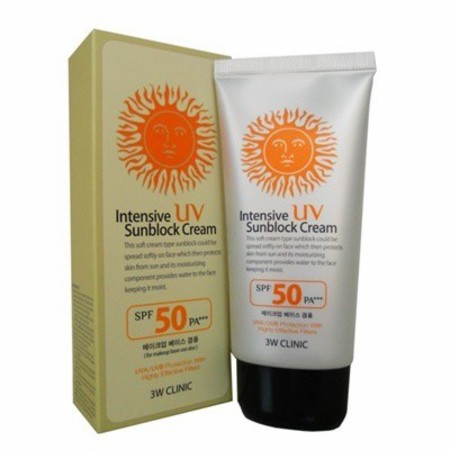 Intensive UV
Sunblock Cream
This soft cream type sunblock could be
spread softly on face which then protects
skin from sun and its moisturizing
component provides water to the face
keeping it moist.
SPF 50 PA+++
메이크업 베이스 겸용
(for makeup base use also)
UVA/UVB Protection With
Highly Effective Filters
3W CLINIC
Intensive UV
Sunblock Cream
This soft cream type sunblock could be
spread softly on face which then protects
skin from sun and its moisturizing
component provides water to the face
keeping it moist.
SPF 50 PA+++
메이크업 베이스 겸용
UVA/UVB Protection With
Highly Effective Filters
3W CLINIC